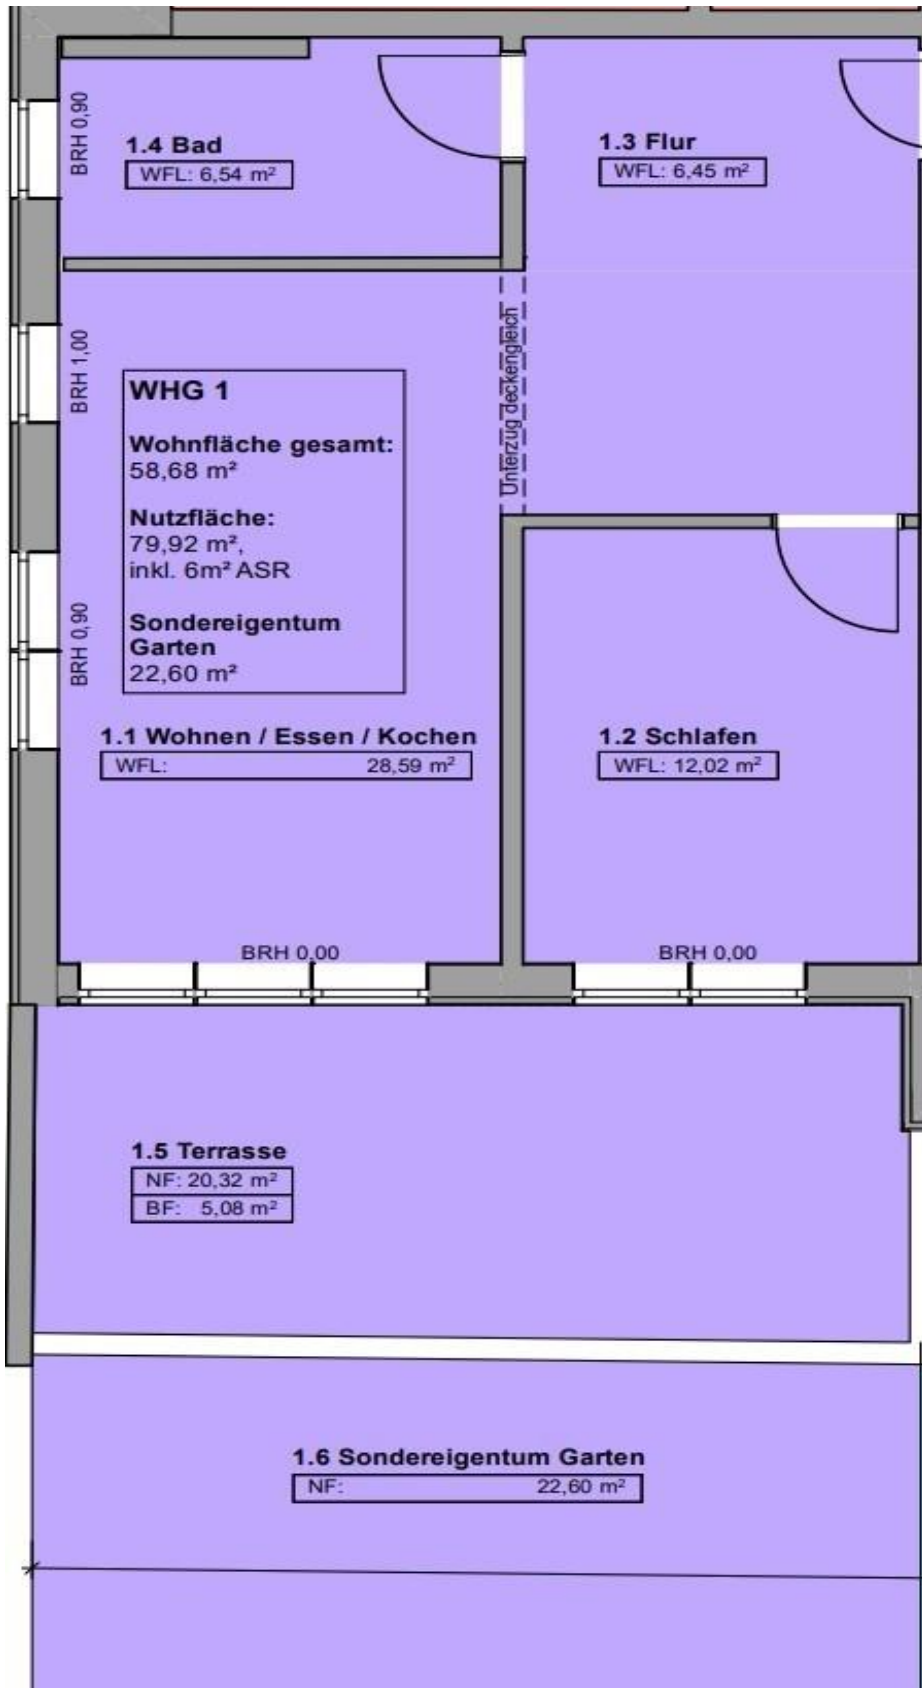 BRH 0,90
1.4 Bad
WFL: 6,54 m²
1.3 Flur
WFL: 6,45 m²
BRH 1,00
Unterzug deckengleich
WHG 1
Wohnfläche gesamt:
58,68 m²
Nutzfläche:
79,92 m²,
inkl. 6m² ASR
Sondereigentum
Garten
22,60 m²
BRH 0,90
1.1 Wohnen / Essen / Kochen
WFL: 28,59 m²
1.2 Schlafen
WFL: 12,02 m²
BRH 0,00
BRH 0,00
1.5 Terrasse
NF: 20,32 m²
BF: 5,08 m²
1.6 Sondereigentum Garten
NF: 22,60 m²